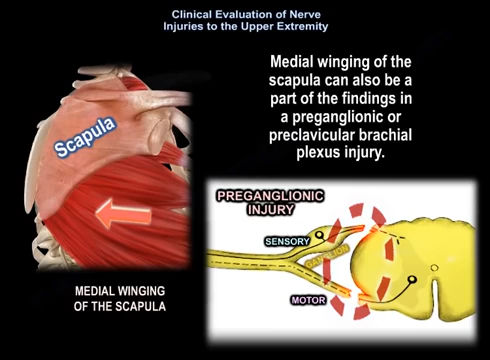 Clinical Evaluation of Nerve
Injuries to the Upper Extremity
Medial winging of the
scapula can also be a
part of the findings in
a preganglionic or
preclavicular brachial
plexus injury.
Scapula
MEDIAL WINGING
OF THE SCAPULA
PREGANGLIONIC
INJURY
SENSORY
GANGLION
MOTOR